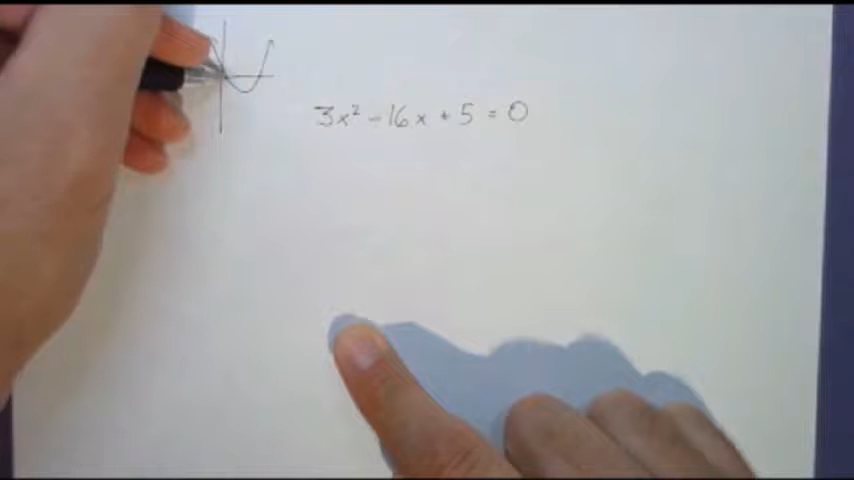 3x² - 16x + 5 = 0